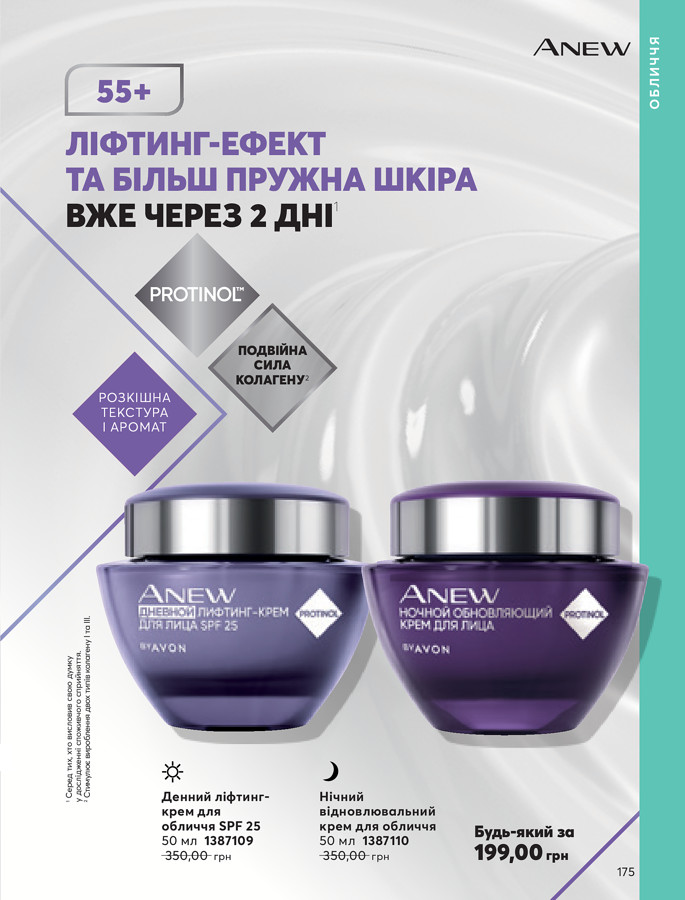 ANEW
ОБЛИЧЧЯ
55+
ЛІФТИНГ-ЕФЕКТ
ТА БІЛЬШ ПРУЖНА ШКІРА
ВЖЕ ЧЕРЕЗ 2 ДНІ¹
PROTINOL™
ПОДВІЙНА
СИЛА
КОЛАГЕНУ²
РОЗКІШНА
ТЕКСТУРА
І АРОМАТ
ANEW
ДНЕВНОЙ ЛИФТИНГ-КРЕМ
ДЛЯ ЛИЦА SPF 25
PROTINOL
BY AVON
ANEW
НОЧНОЙ ОБНОВЛЯЮЩИЙ
КРЕМ ДЛЯ ЛИЦА
PROTINOL
BY AVON
¹ Серед тих, хто висловив свою думку
у дослідженні споживчого сприйняття.
² Стимулює вироблення двох типів колагену І та ІІІ.
Денний ліфтинг-
крем для
обличчя SPF 25
50 мл 1387109
350,00 грн
Нічний
відновлювальний
крем для обличчя
50 мл 1387110
350,00 грн
Будь-який за
199,00 грн
175